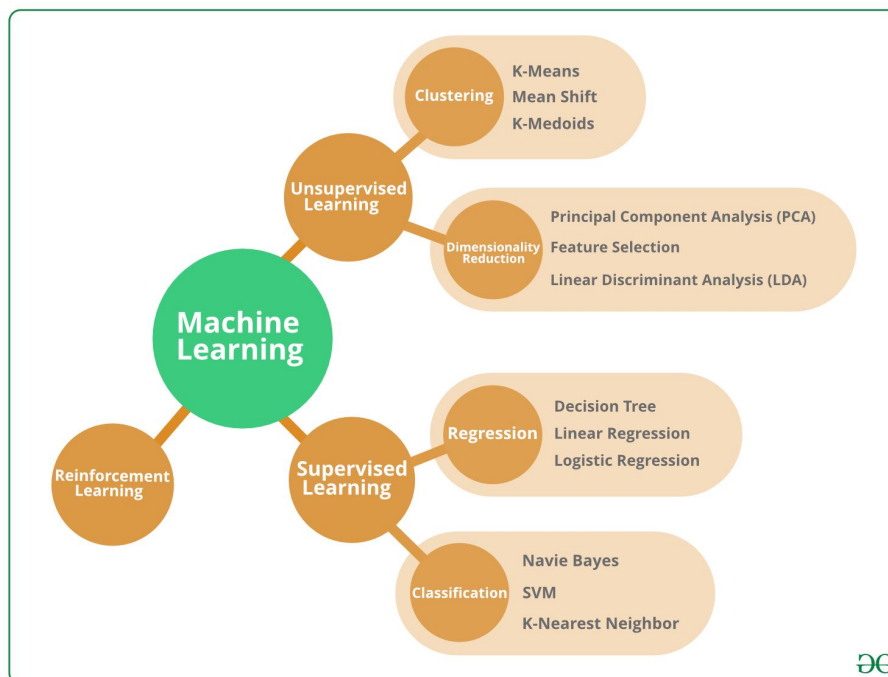 Clustering
K-Means
Mean Shift
K-Medoids
Unsupervised
Learning
Dimensionality
Reduction
Principal Component Analysis (PCA)
Feature Selection
Linear Discriminant Analysis (LDA)
Machine
Learning
Reinforcement
Learning
Supervised
Learning
Regression
Decision Tree
Linear Regression
Logistic Regression
Classification
Navie Bayes
SVM
K-Nearest Neighbor